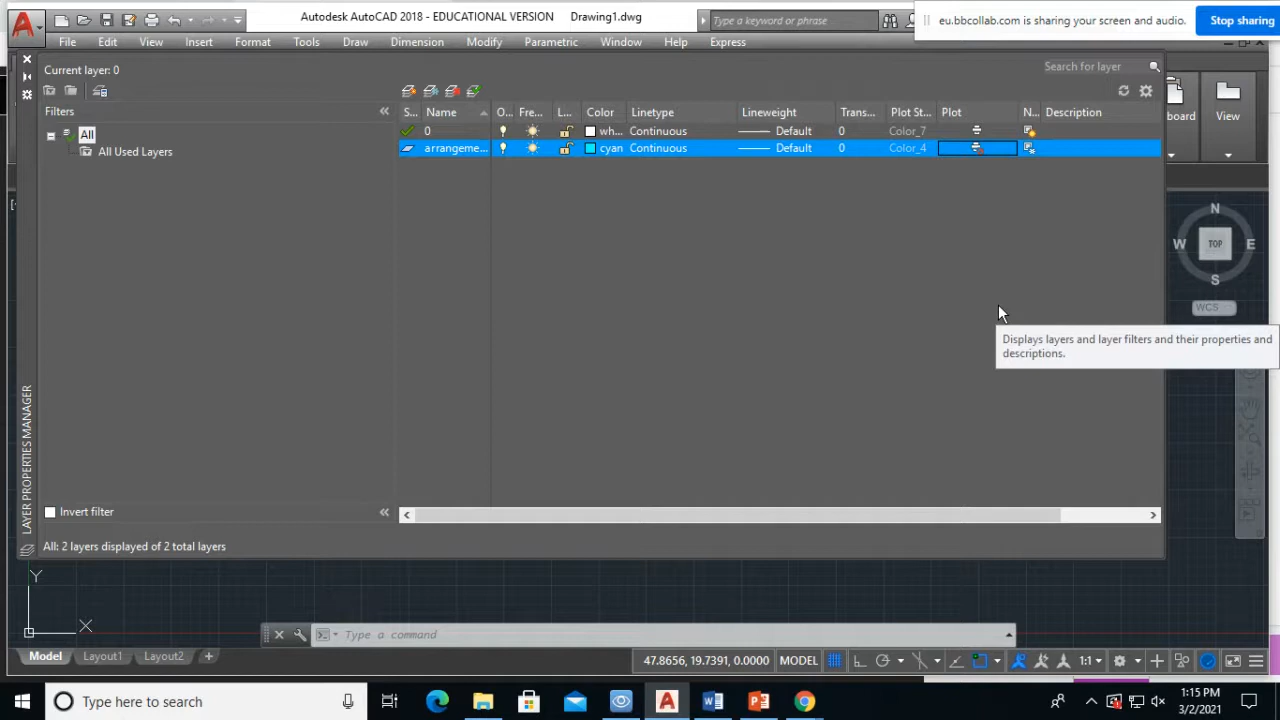 Autodesk AutoCAD 2018 - EDUCATIONAL VERSION Drawing1.dwg
Type a keyword or phrase
eu.bbcollab.com is sharing your screen and audio.
Stop sharing
File Edit View Insert Format Tools Draw Dimension Modify Parametric Window Help Express
Current layer: 0
Search for layer
Filters
S... Name O... Fre... L... Color Linetype Lineweight Trans... Plot St... Plot N... Description
0 wh... Continuous Default 0 Color_7
arrangeme... cyan Continuous Default 0 Color_4
All
All Used Layers
View
N
W TOP E
S
WCS
Displays layers and layer filters and their properties and
descriptions.
LAYER PROPERTIES MANAGER
Invert filter
All: 2 layers displayed of 2 total layers
Y
X
Type a command
Model Layout1 Layout2 +
47.8656, 19.7391, 0.0000 MODEL 1:1
Type here to search
1:15 PM
3/2/2021